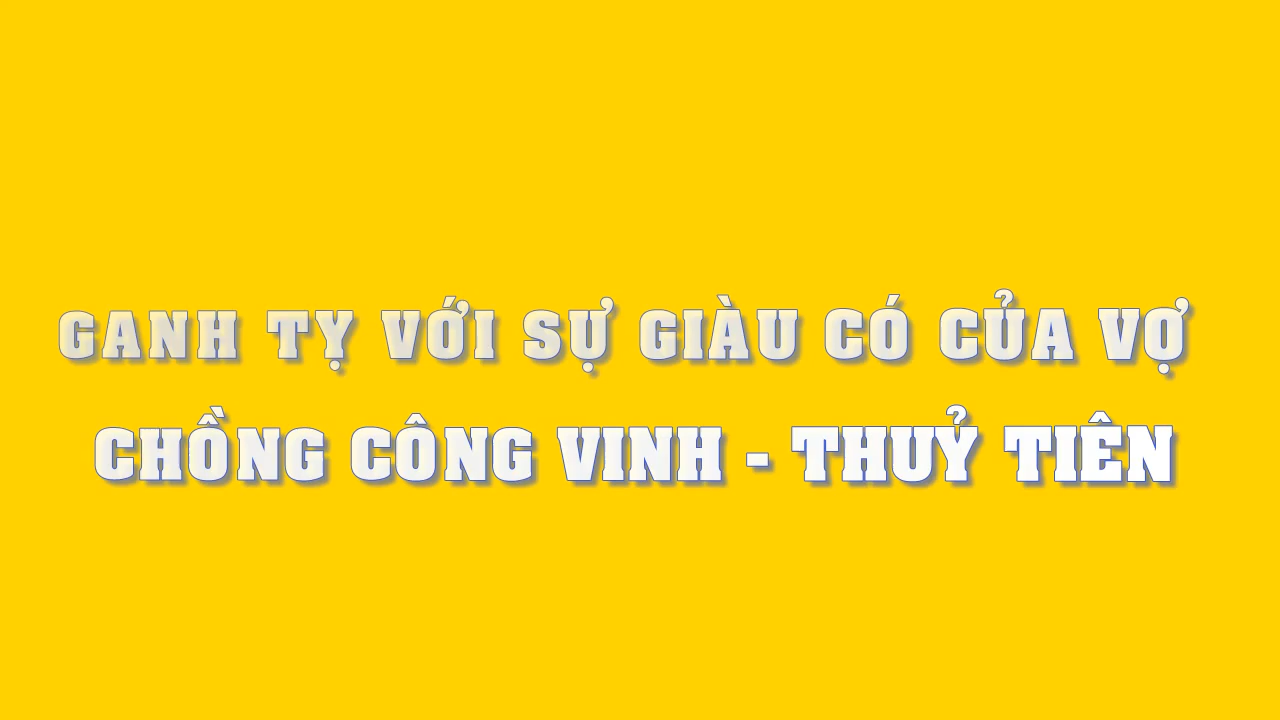 GANH TỴ VỚI SỰ GIÀU CÓ CỦA VỢ
CHỒNG CÔNG VINH - THUỶ TIÊN